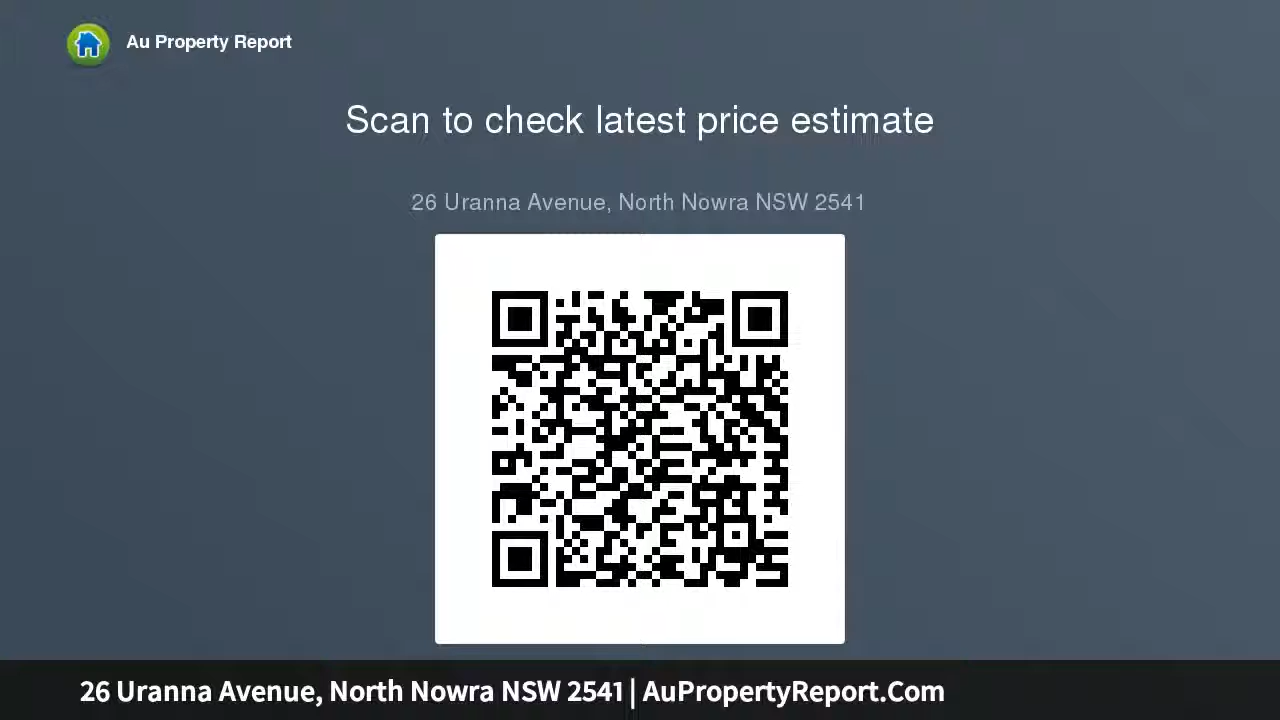 Au Property Report
Scan to check latest price estimate
26 Uranna Avenue, North Nowra NSW 2541
26 Uranna Avenue, North Nowra NSW 2541 | AuPropertyReport.Com